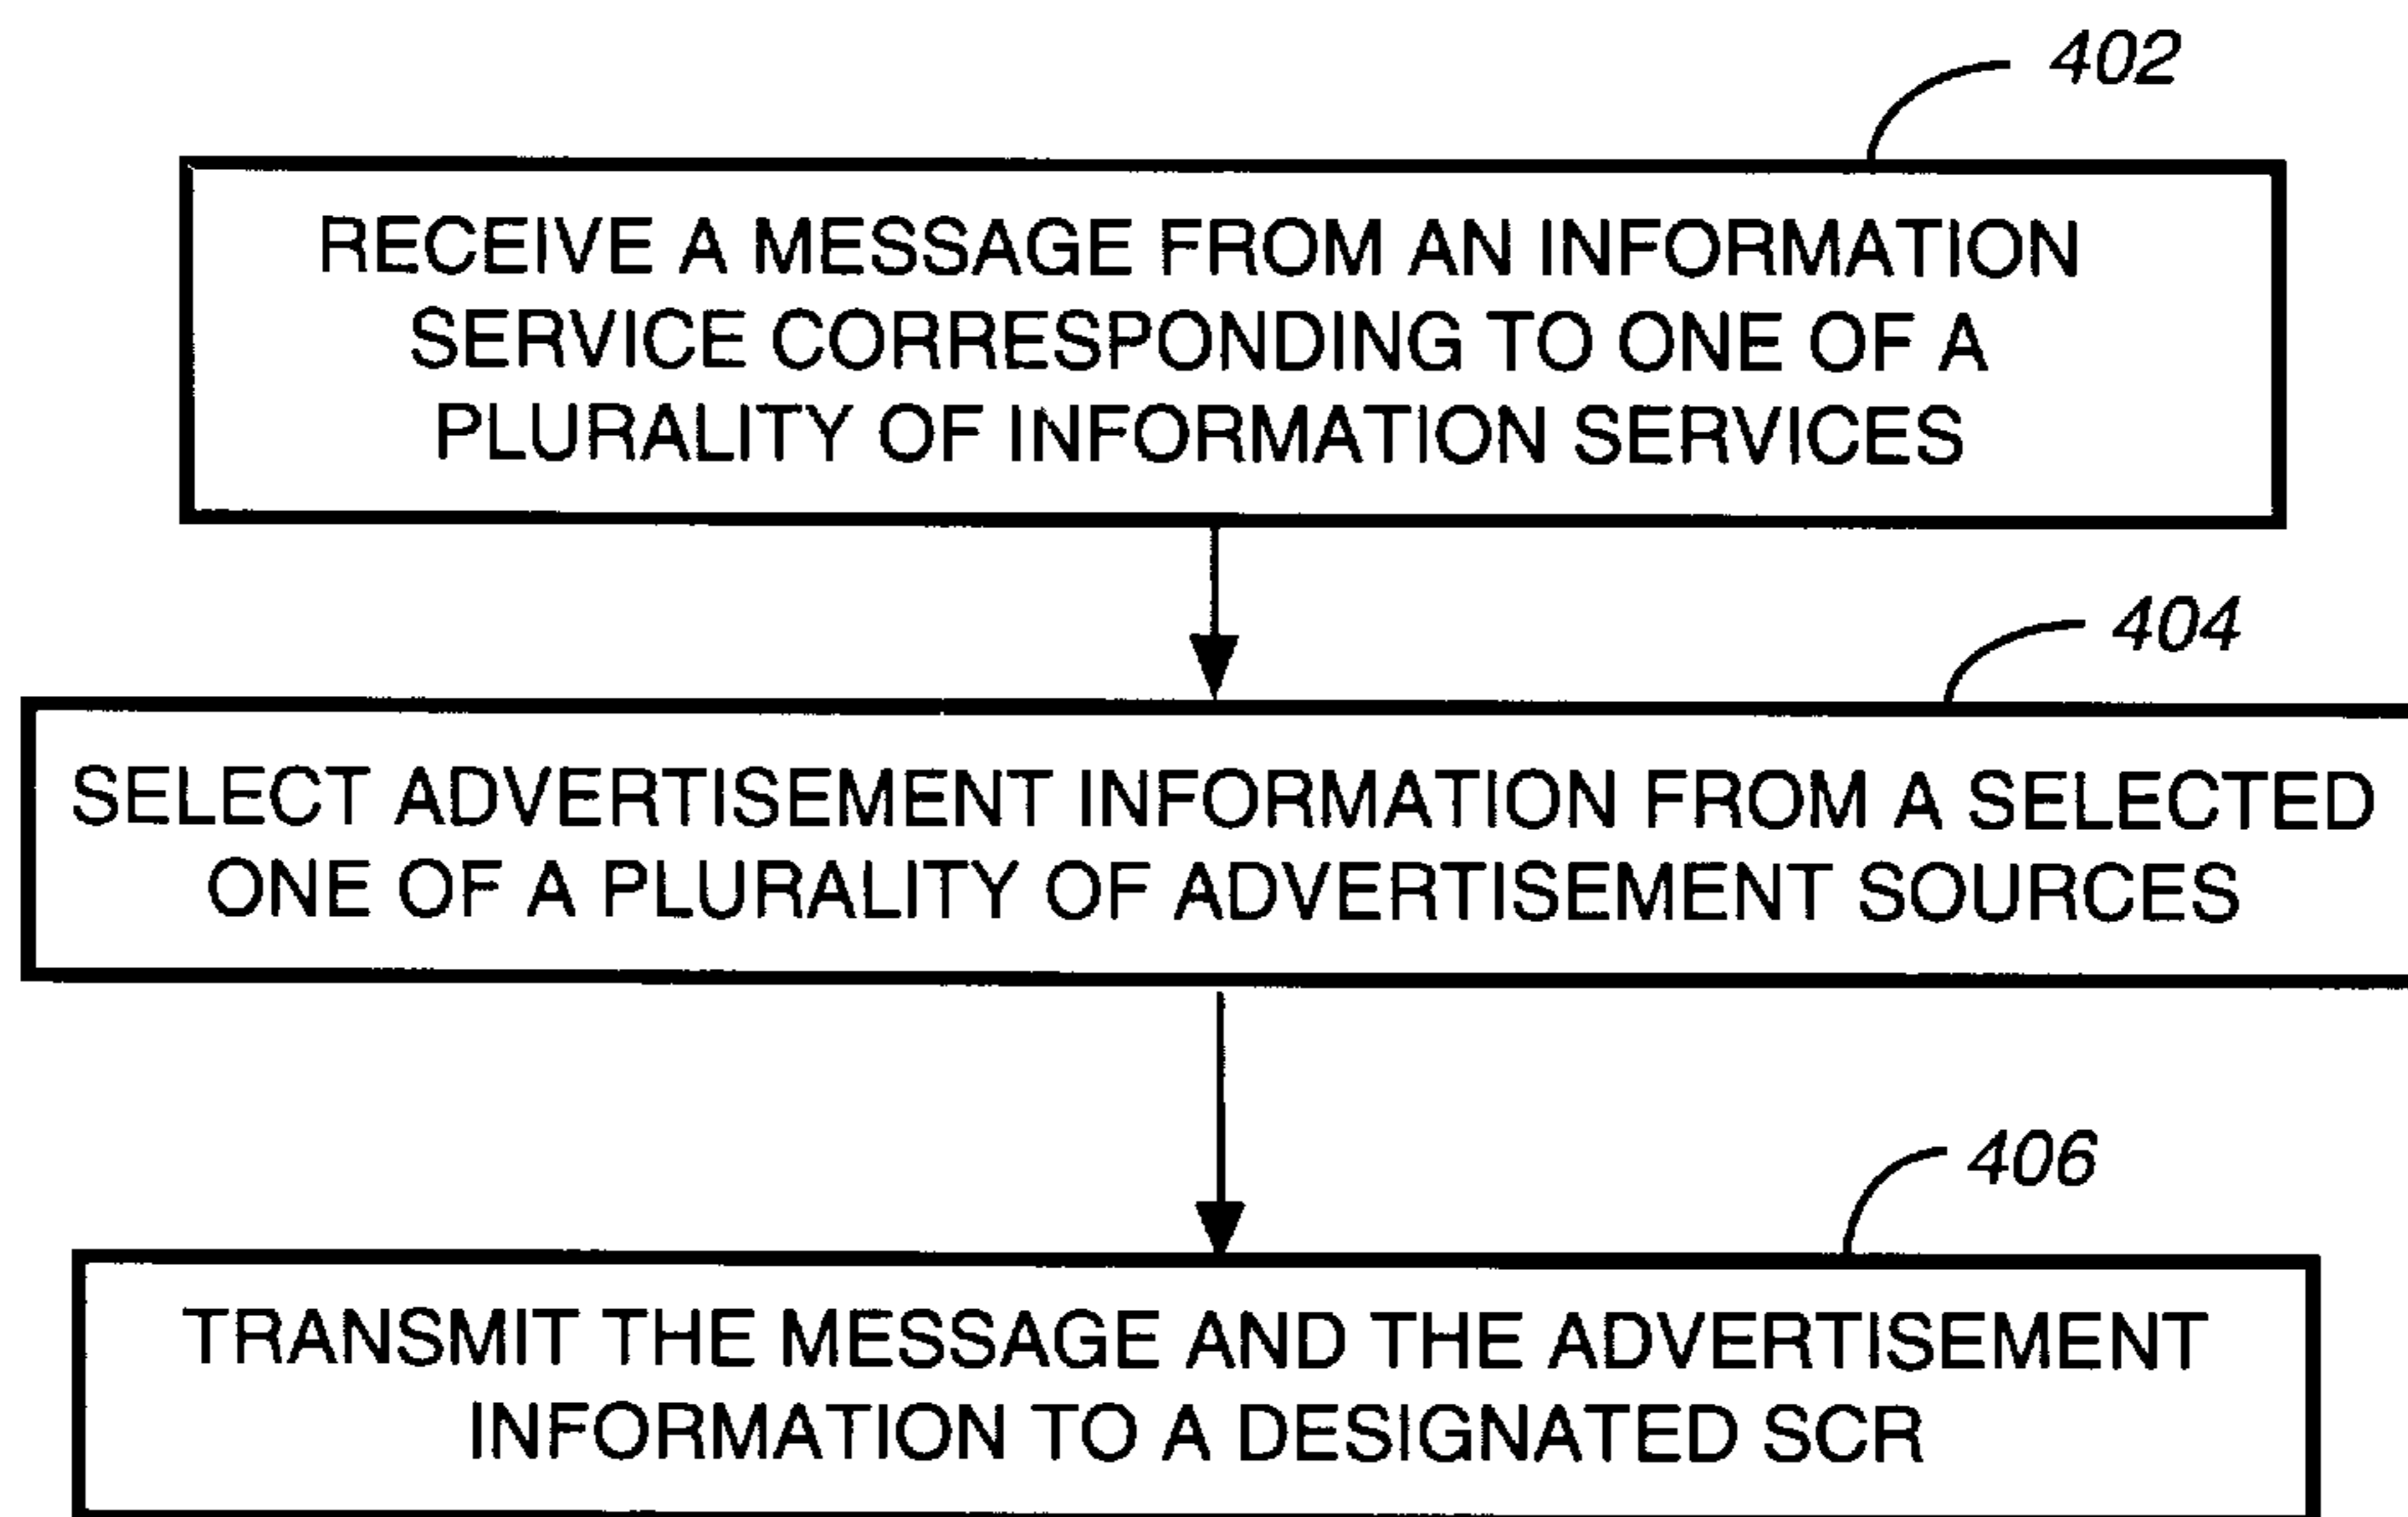 402
RECEIVE A MESSAGE FROM AN INFORMATION
SERVICE CORRESPONDING TO ONE OF A
PLURALITY OF INFORMATION SERVICES
404
SELECT ADVERTISEMENT INFORMATION FROM A SELECTED
ONE OF A PLURALITY OF ADVERTISEMENT SOURCES
406
TRANSMIT THE MESSAGE AND THE ADVERTISEMENT
INFORMATION TO A DESIGNATED SCR